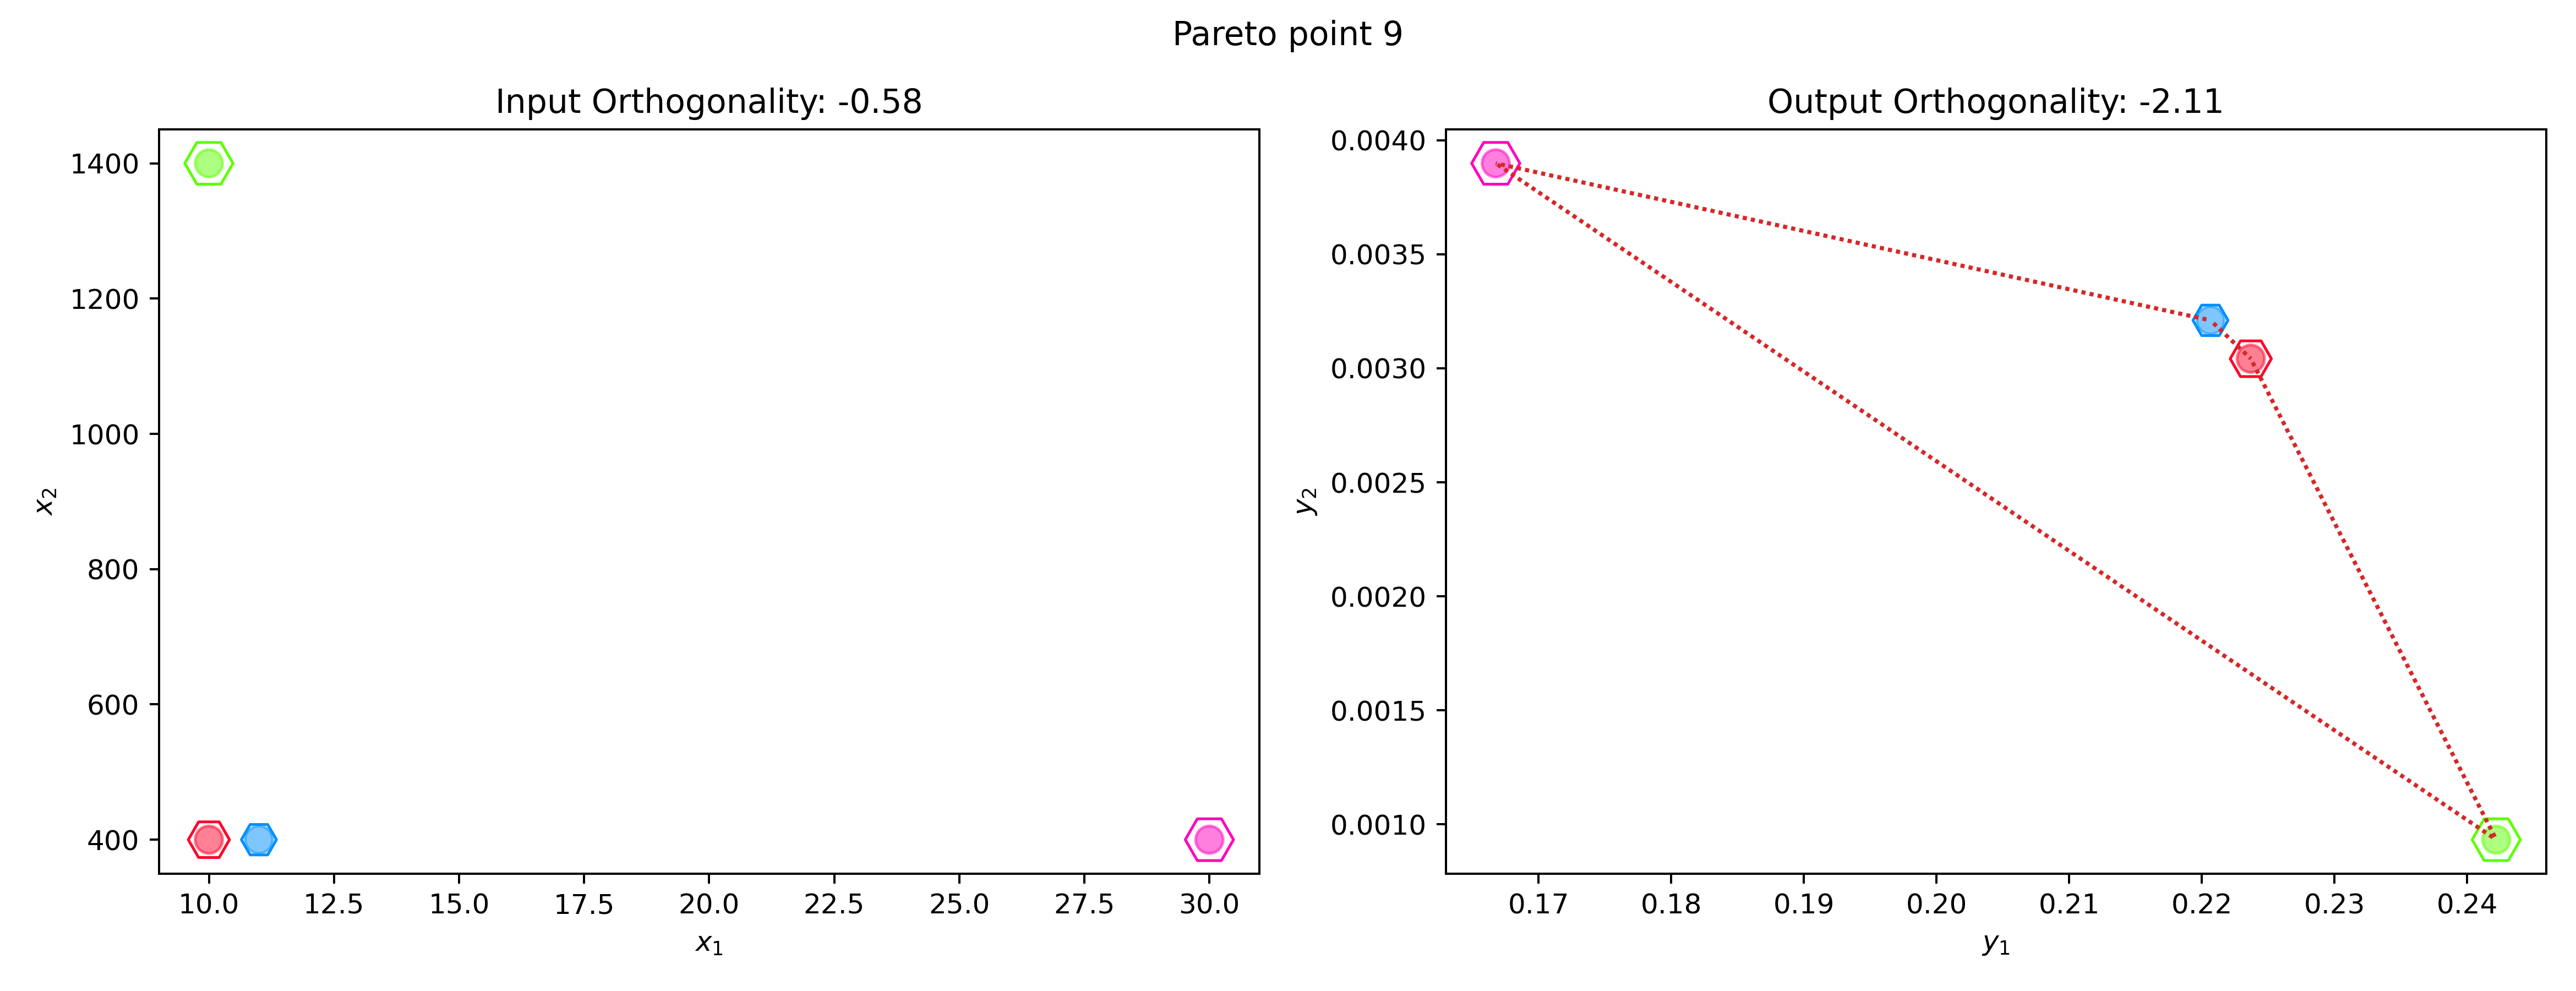 Pareto point 9
Input Orthogonality: -0.58
1400
1200
1000
800
600
400
x2
10.0 12.5 15.0 17.5 20.0 22.5 25.0 27.5 30.0
x1
Output Orthogonality: -2.11
0.0040
0.0035
0.0030
0.0025
0.0020
0.0015
0.0010
y2
0.17 0.18 0.19 0.20 0.21 0.22 0.23 0.24
y1